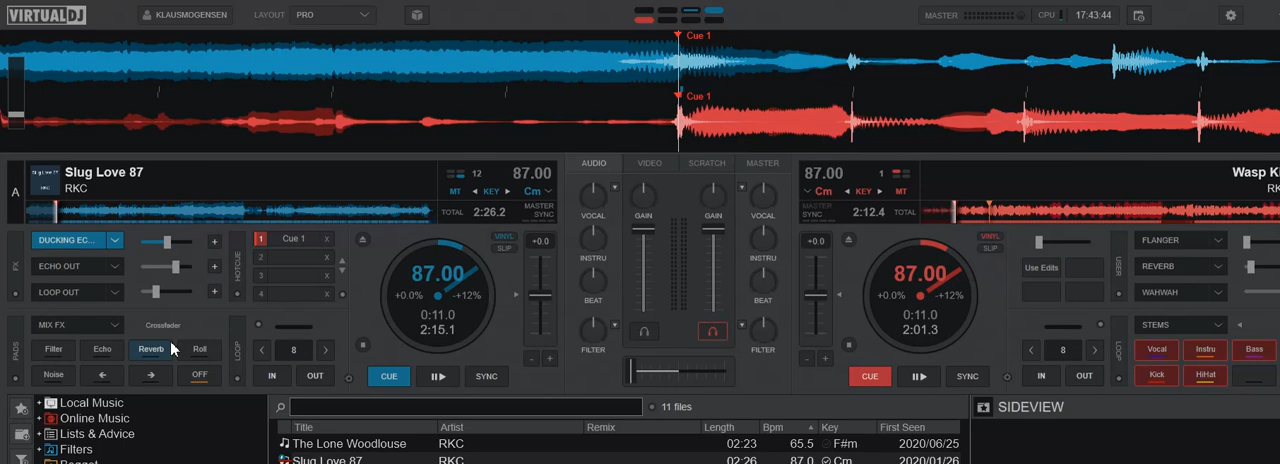 VIRTUALDJ KLAUSMOGENSEN LAYOUT PRO MASTER CPU 17:43:44
Cue 1
Cue 1
AUDIO VIDEO SCRATCH MASTER
A Slug Love 87 12 87.00 87.00 1 Wasp Ki
RKC MT KEY Cm Cm KEY MT RK
TOTAL 2:26.2 MASTER SYNC MASTER SYNC 2:12.4 TOTAL
VOCAL GAIN GAIN VOCAL
FX DUCKING EC... + HOTCUE 1 Cue 1 x VINYL +0.0 +0.0 VINYL USER FLANGER
2 x SLIP SLIP
ECHO OUT + 3 x 87.00 INSTRU INSTRU 87.00 Use Edits REVERB
LOOP OUT + 4 x +0.0% +-12% BEAT BEAT +0.0% +-12% WAHWAH
0:11.0 0:11.0
2:15.1 2:01.3
PADS MIX FX Crossfader LOOP LOOP STEMS
Filter Echo Reverb Roll < 8 > FILTER FILTER < 8 > Vocal Instru Bass
- + - +
Noise OFF IN OUT CUE SYNC CUE SYNC IN OUT Kick HiHat
+ Local Music
+ Online Music
+ Lists & Advice
+ Filters
11 files
SIDEVIEW
Title Artist Remix Length Bpm Key First Seen
The Lone Woodlouse RKC 02:23 65.5 F#m 2020/06/25
Slug Love 87 RKC 02:26 87.0 Cm 2020/01/26